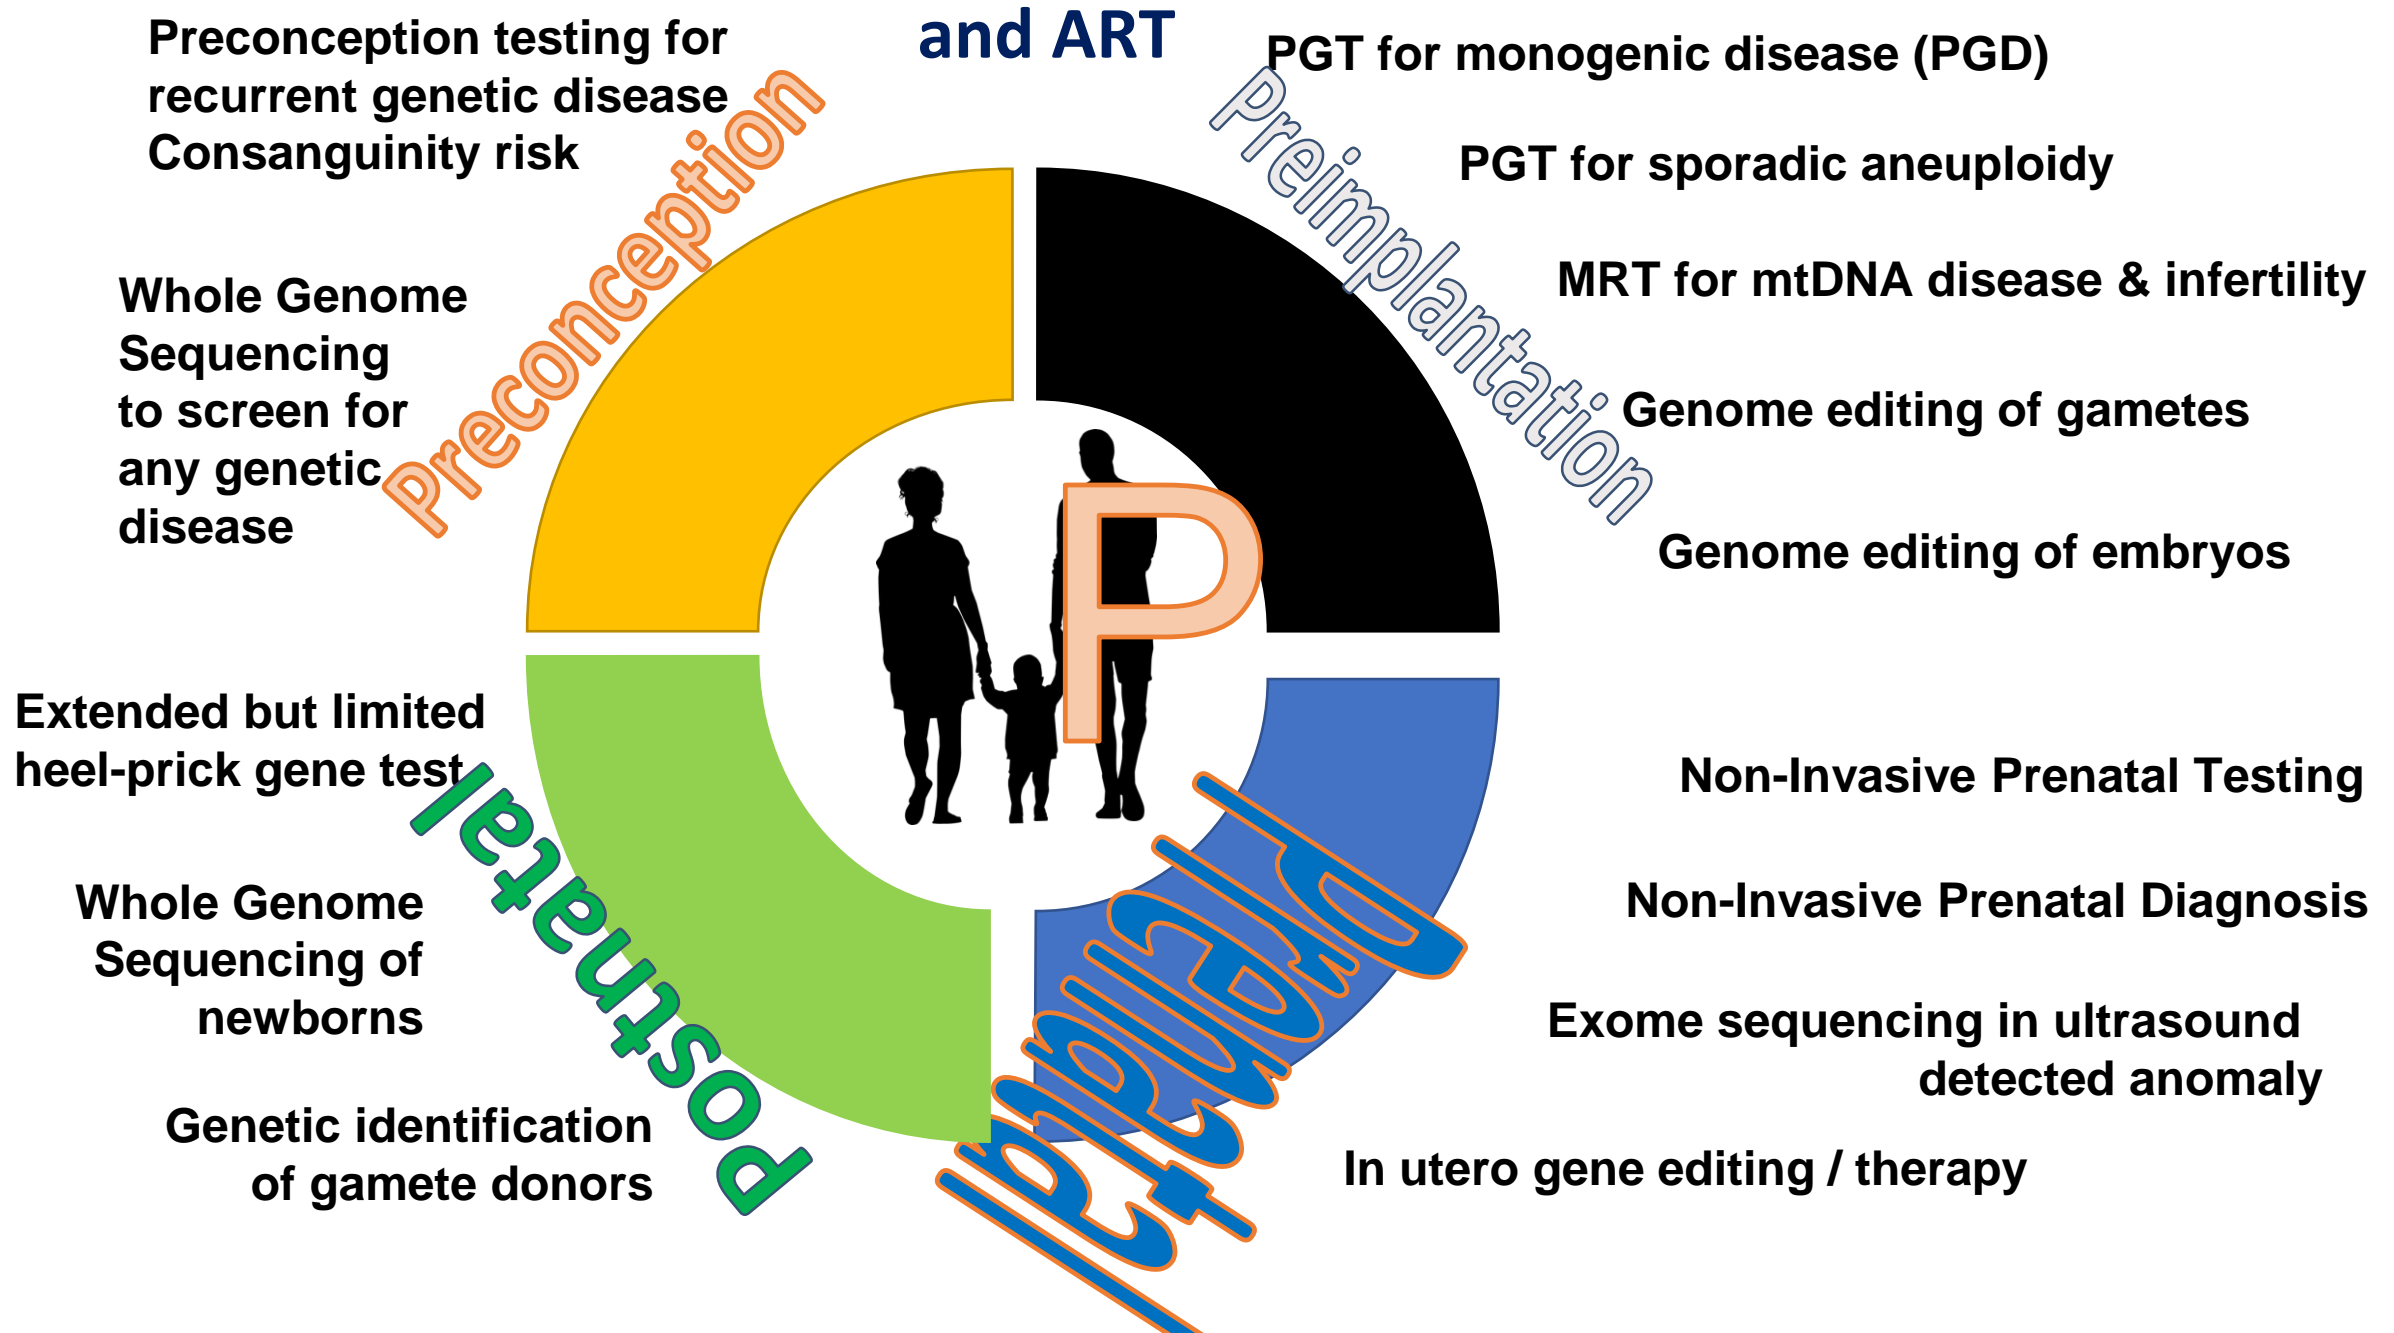 and ART
Preconception testing for
recurrent genetic disease
Consanguinity risk
Whole Genome
Sequencing
to screen for
any genetic
disease
Preconception
Preimplantation
PGT for monogenic disease (PGD)
PGT for sporadic aneuploidy
MRT for mtDNA disease & infertility
Genome editing of gametes
Genome editing of embryos
P
Extended but limited
heel-prick gene test
Whole Genome
Sequencing of
newborns
Genetic identification
of gamete donors
Postnatal
Prenatal
Non-Invasive Prenatal Testing
Non-Invasive Prenatal Diagnosis
Exome sequencing in ultrasound
detected anomaly
In utero gene editing / therapy